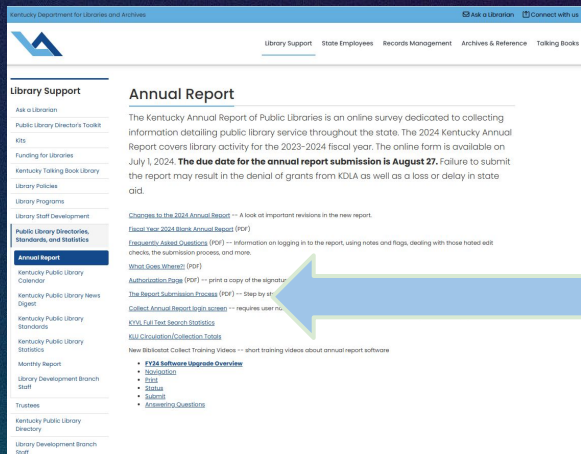 Kentucky Department for Libraries and Archives
Ask a Librarian
Connect with us
Library Support
State Employees
Records Management
Archives & Reference
Talking Books
Library Support
Ask a Librarian
Public Library Director's Toolkit
Kits
Funding for Libraries
Kentucky Talking Book Library
Library Policies
Library Programs
Library Staff Development
Public Library Directories,
Standards, and Statistics
Annual Report
Kentucky Public Library
Calendar
Kentucky Public Library News
Digest
Kentucky Public Library
Standards
Kentucky Public Library
Statistics
Monthly Report
Library Development Branch
Staff
Trustees
Kentucky Public Library
Directory
Library Development Branch
Staff
Annual Report
The Kentucky Annual Report of Public Libraries is an online survey dedicated to collecting
information detailing public library service throughout the state. The 2024 Kentucky Annual
Report covers library activity for the 2023-2024 fiscal year. The online form is available on
July 1, 2024. The due date for the annual report submission is August 27. Failure to submit
the report may result in the denial of grants from KDLA as well as a loss or delay in state
aid.
Changes to the 2024 Annual Report -- A look at important revisions in the new report.
Fiscal Year 2024 Blank Annual Report (PDF)
Frequently Asked Questions (PDF) -- Information on logging in to the report, using notes and flags, dealing with those hated edit
checks, the submission process, and more.
What Goes Where?! (PDF)
Authorization Page (PDF) -- print a copy of the signatur
The Report Submission Process (PDF) -- Step by st
Collect Annual Report login screen -- requires user n
KYVL Full Text Search Statistics
KLU Circulation/Collection Totals
New Bibliostat Collect Training Videos -- short training videos about annual report software
FY24 Software Upgrade Overview
Navigation
Print
Status
Submit
Answering Questions